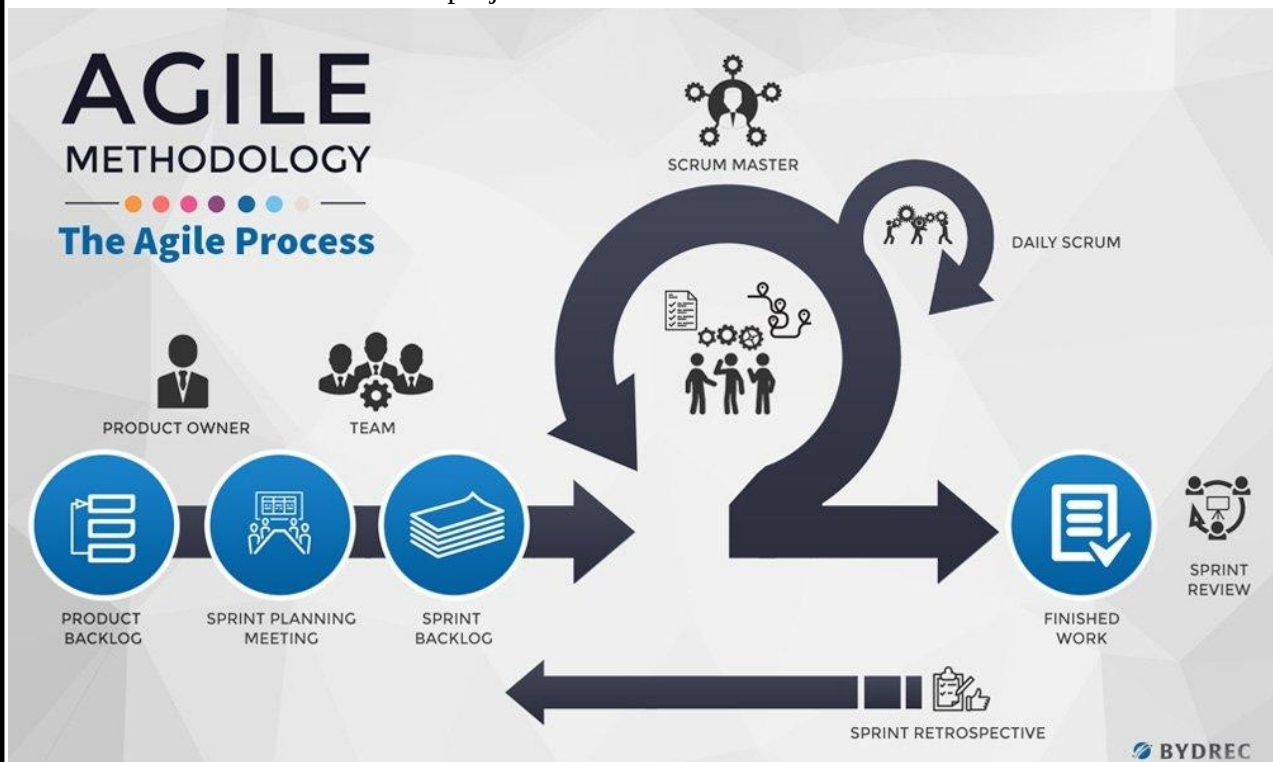 AGILE
METHODOLOGY
The Agile Process
SCRUM MASTER
DAILY SCRUM
PRODUCT OWNER
TEAM
PRODUCT
BACKLOG
SPRINT PLANNING
MEETING
SPRINT
BACKLOG
FINISHED
WORK
SPRINT
REVIEW
SPRINT RETROSPECTIVE
BYDREC